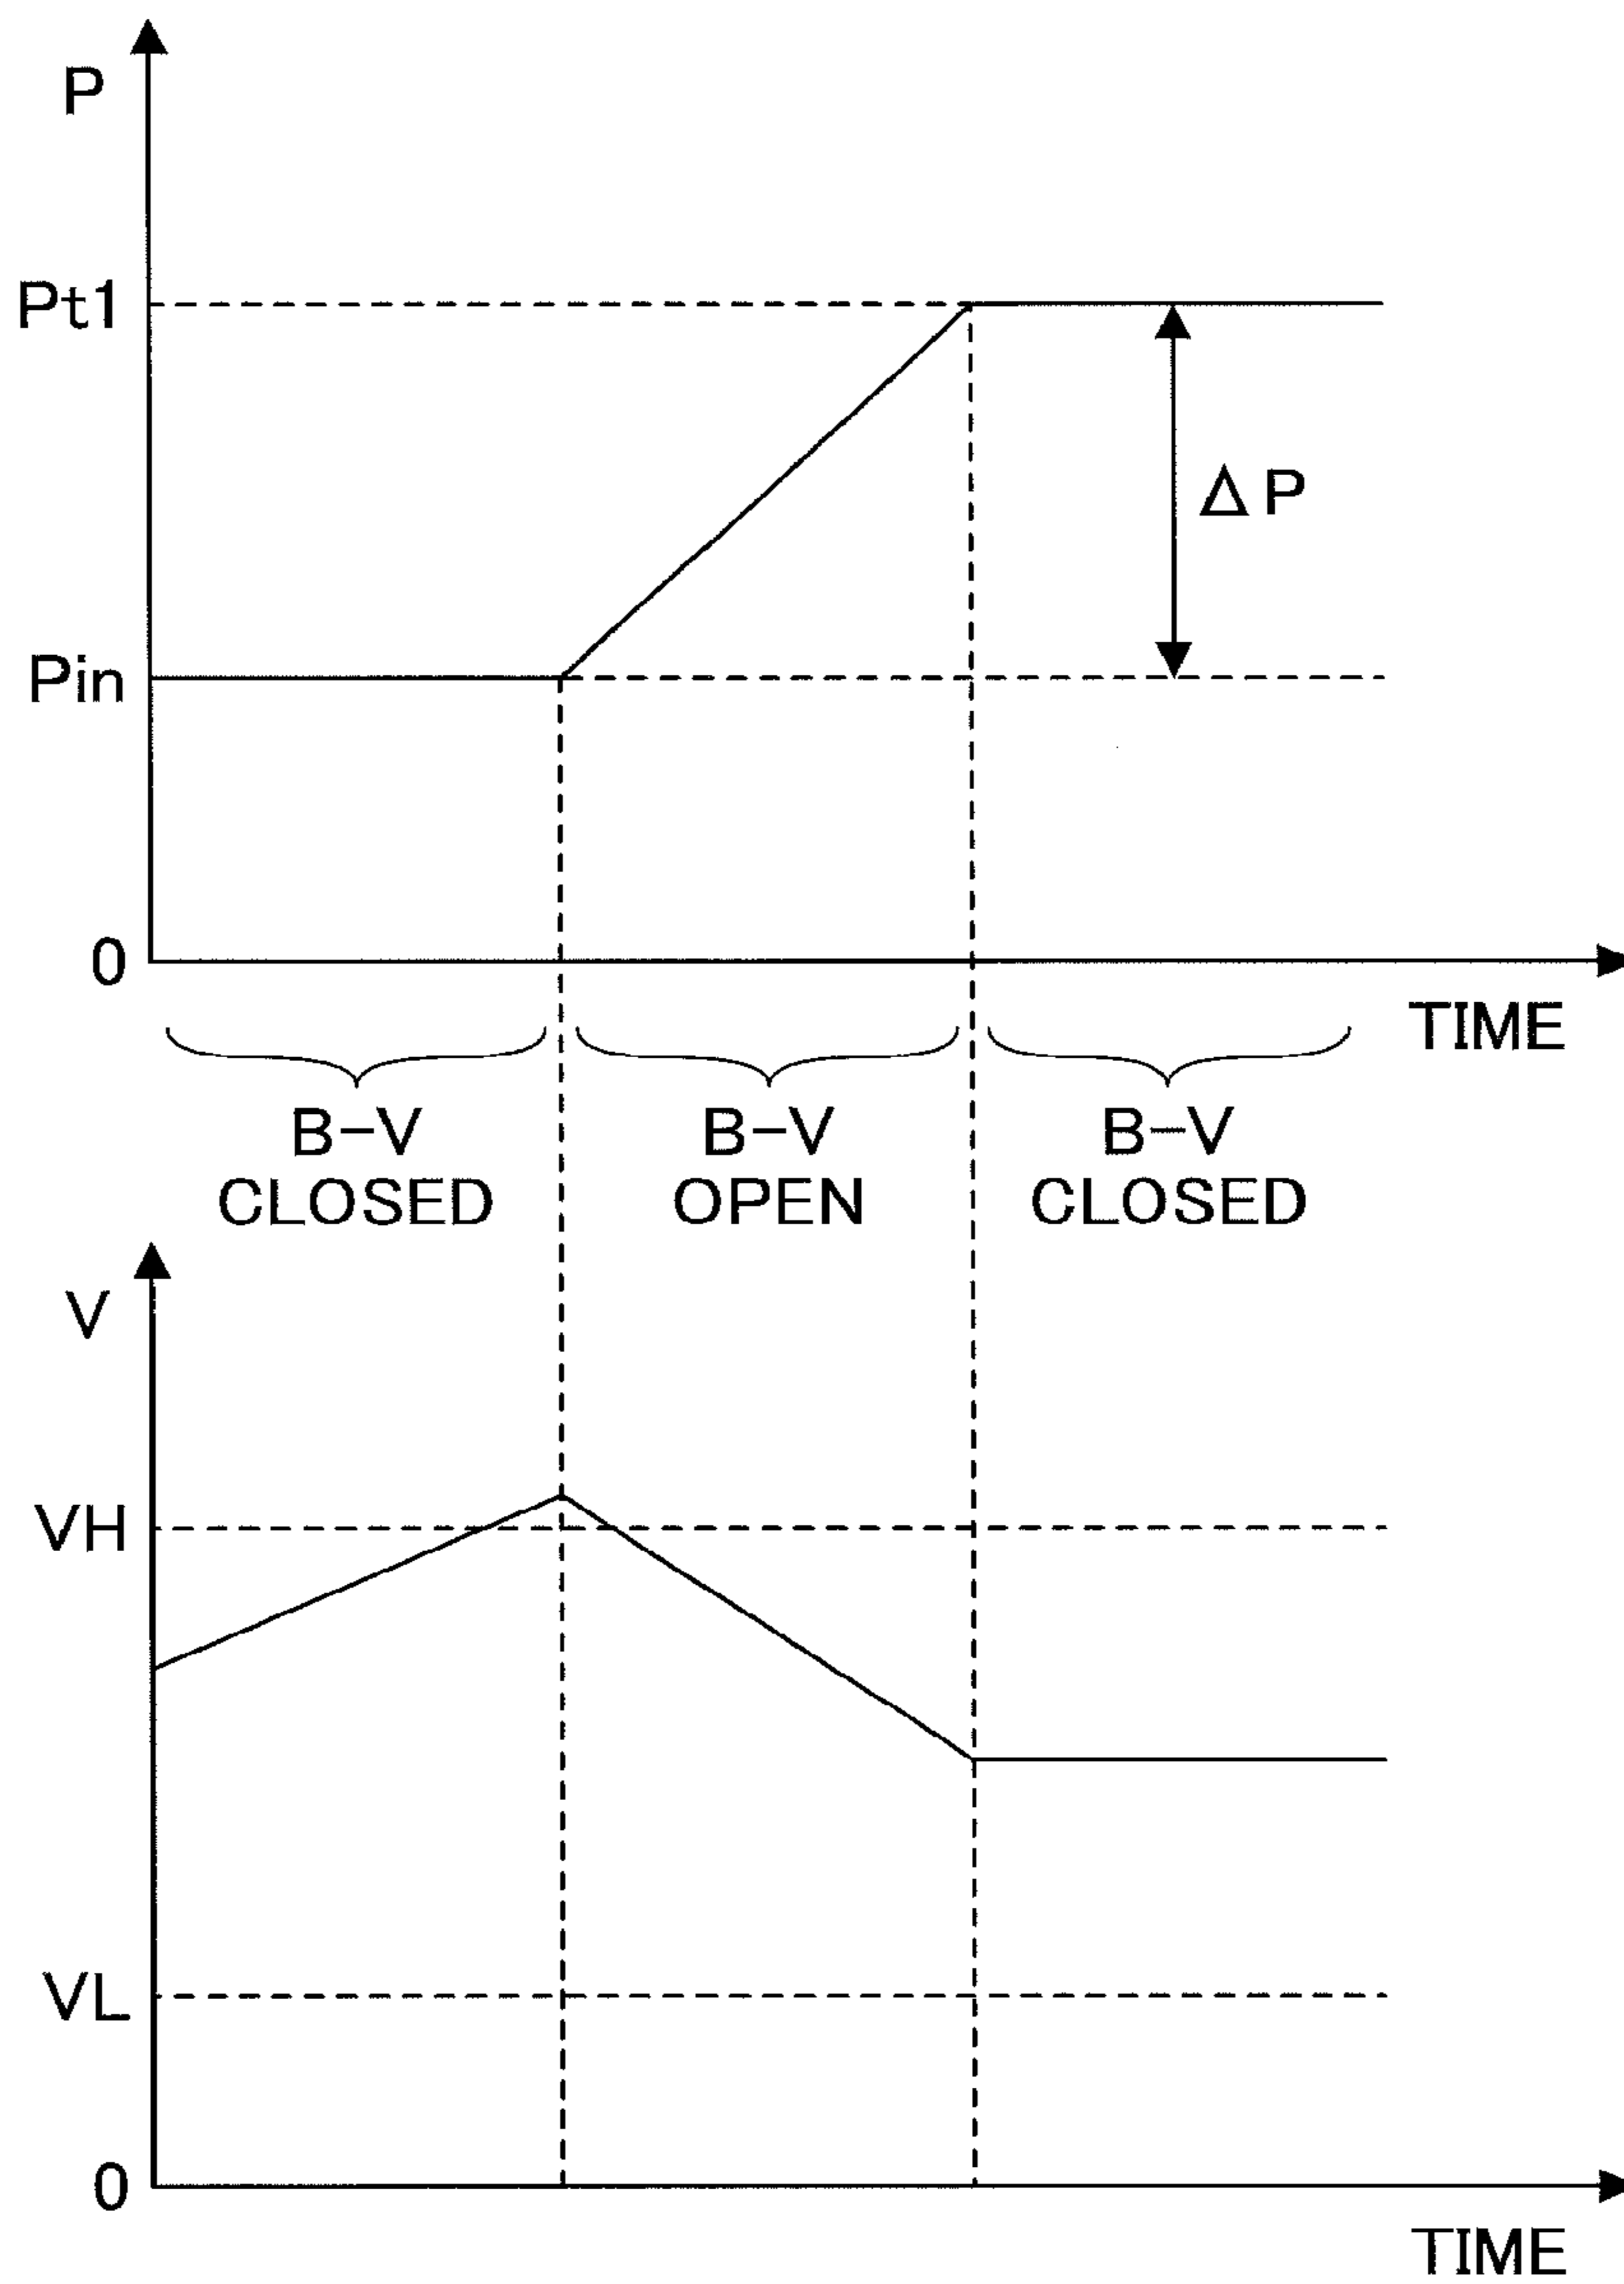 P
Pt1
ΔP
Pin
0
TIME
B-V CLOSED
B-V OPEN
B-V CLOSED
V
VH
VL
0
TIME